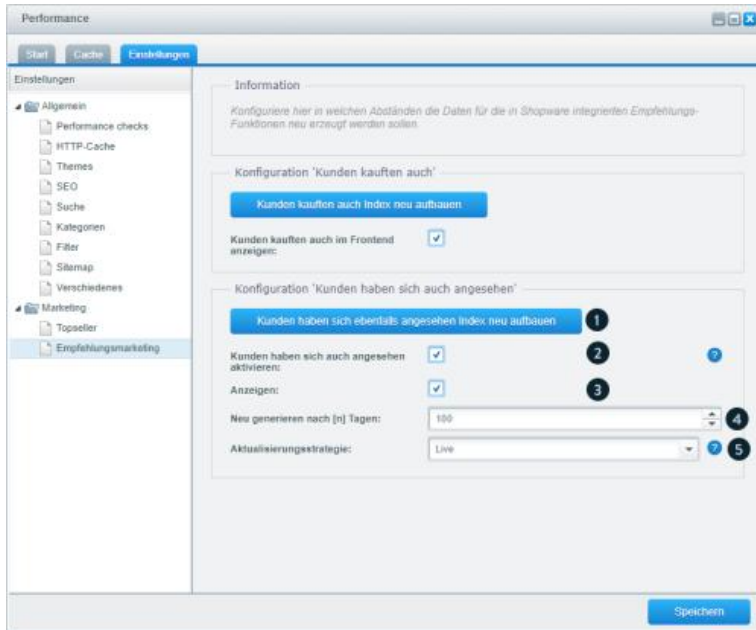 Performance
Start Cache Einstellungen
Einstellungen
Allgemein
Performance checks
HTTP-Cache
Themes
SEO
Suche
Kategorien
Filter
Sitemap
Verschiedenes
Marketing
Topseller
Empfehlungsmarketing
Information
Konfiguriere hier in welchen Abständen die Daten für die in Shopware integrierten Empfehlungs-
Funktionen neu erzeugt werden sollen.
Konfiguration 'Kunden kauften auch'
Kunden kauften auch Index neu aufbauen
Kunden kauften auch im Frontend
anzeigen:
Konfiguration 'Kunden haben sich auch angesehen'
Kunden haben sich ebenfalls angesehen Index neu aufbauen 1
Kunden haben sich auch angesehen 2 ?
aktivieren:
Anzeigen: 3
Neu generieren nach [n] Tagen: 100 4
Aktualisierungsstrategie: Live ? 5
Speichern